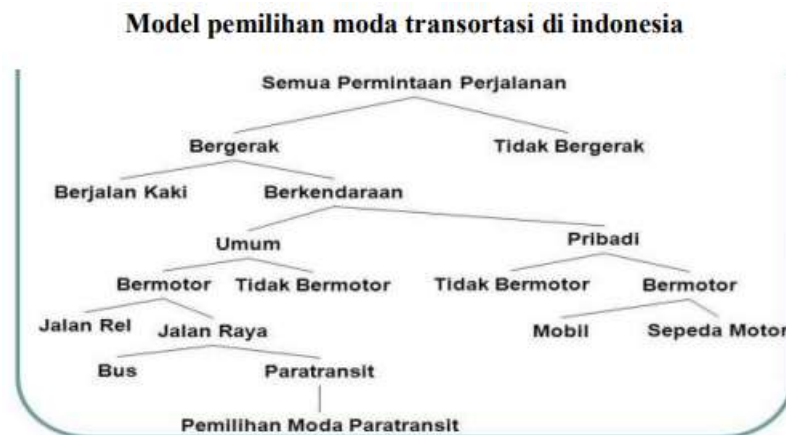 Model pemilihan moda transortasi di indonesia
Semua Permintaan Perjalanan
Bergerak Tidak Bergerak
Berjalan Kaki Berkendaraan
Umum Pribadi
Bermotor Tidak Bermotor Tidak Bermotor Bermotor
Jalan Rel Jalan Raya Mobil Sepeda Motor
Bus Paratransit
Pemilihan Moda Paratransit